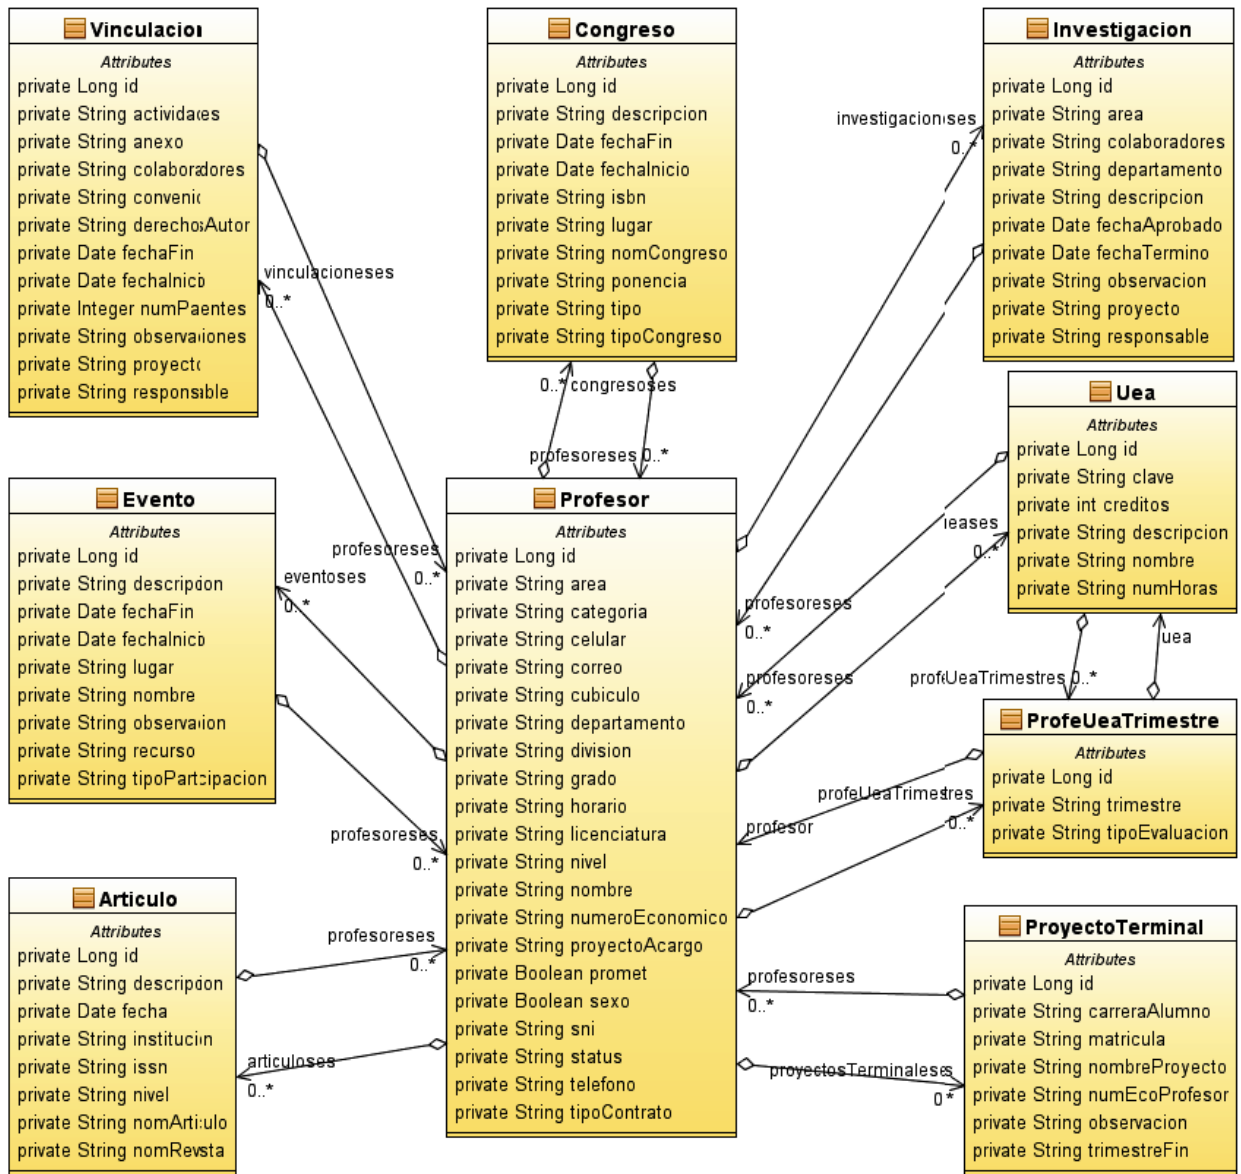 Vinculacion
Attributes
private Long id
private String actividades
private String anexo
private String colaboradores
private String convenio
private String derechosAutor
private Date fechaFin
private Date fechaInicio
private Integer numPaentes
private String observaciones
private String proyecto
private String responsable
Congreso
Attributes
private Long id
private String descripcion
private Date fechaFin
private Date fechaInicio
private String isbn
private String lugar
private String nomCongreso
private String ponencia
private String tipo
private String tipoCongreso
Investigacion
Attributes
private Long id
private String area
private String colaboradores
private String departamento
private String descripcion
private Date fechaAprobado
private Date fechaTermino
private String observacion
private String proyecto
private String responsable
investigacioneses
0..*
vinculacioneses
0..*
0..* congresoses
profesoreses 0..*
Uea
Attributes
private Long id
private String clave
private int creditos
private String descripcion
private String nombre
private String numHoras
Evento
Attributes
private Long id
private String descripcion
private Date fechaFin
private Date fechaInicio
private String lugar
private String nombre
private String observacion
private String recurso
private String tipoParticipacion
profesoreses
0..*
eventoses
0..*
profesoreses
0..*
Profesor
Attributes
private Long id
private String area
private String categoria
private String celular
private String correo
private String cubiculo
private String departamento
private String division
private String grado
private String horario
private String licenciatura
private String nivel
private String nombre
private String numeroEconomico
private String proyectoAcargo
private Boolean promet
private Boolean sexo
private String sni
private String status
private String telefono
private String tipoContrato
profesoreses
0..*
profesoreses
0..*
ueases
0..*
uea
profeUeaTrimestres 0..*
ProfeUeaTrimestre
Attributes
private Long id
private String trimestre
private String tipoEvaluacion
profeUeaTrimestres
0..*
profesor
Articulo
Attributes
private Long id
private String descripcion
private Date fecha
private String institucion
private String issn
private String nivel
private String nomArticulo
private String nomRevista
profesoreses
0..*
articuloses
0..*
ProyectoTerminal
Attributes
private Long id
private String carreraAlumno
private String matricula
private String nombreProyecto
private String numEcoProfesor
private String observacion
private String trimestreFin
profesoreses
0..*
proyectosTerminaleses
0..*